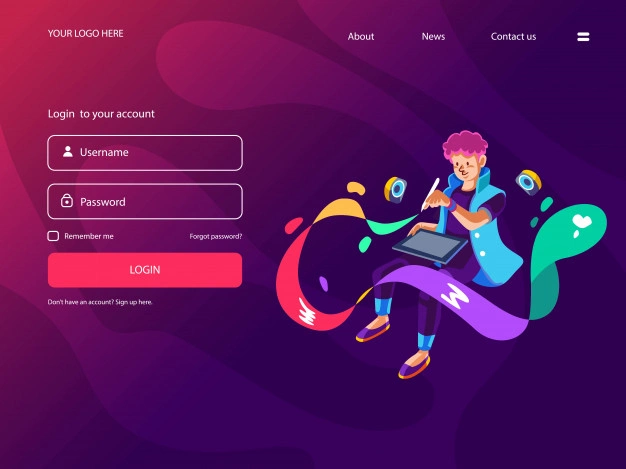 YOUR LOGO HERE
About
News
Contact us
Login to your account
Username
Password
Remember me
Forgot password?
LOGIN
Don't have an account? Sign up here.